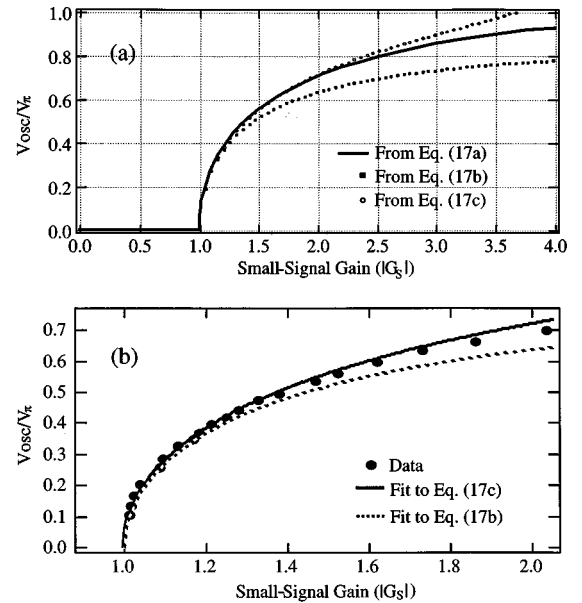 1.0
(a)
0.8
0.6
Vosc/Vπ
0.4
From Eq. (17a)
From Eq. (17b)
0.2
From Eq. (17c)
0.0
0.0 0.5 1.0 1.5 2.0 2.5 3.0 3.5 4.0
Small-Signal Gain (|GS|)
0.7
(b)
0.6
0.5
Vosc/Vπ
0.4
0.3
Data
0.2
Fit to Eq. (17c)
0.1
Fit to Eq. (17b)
0.0
1.0 1.2 1.4 1.6 1.8 2.0
Small-Signal Gain (|GS|)